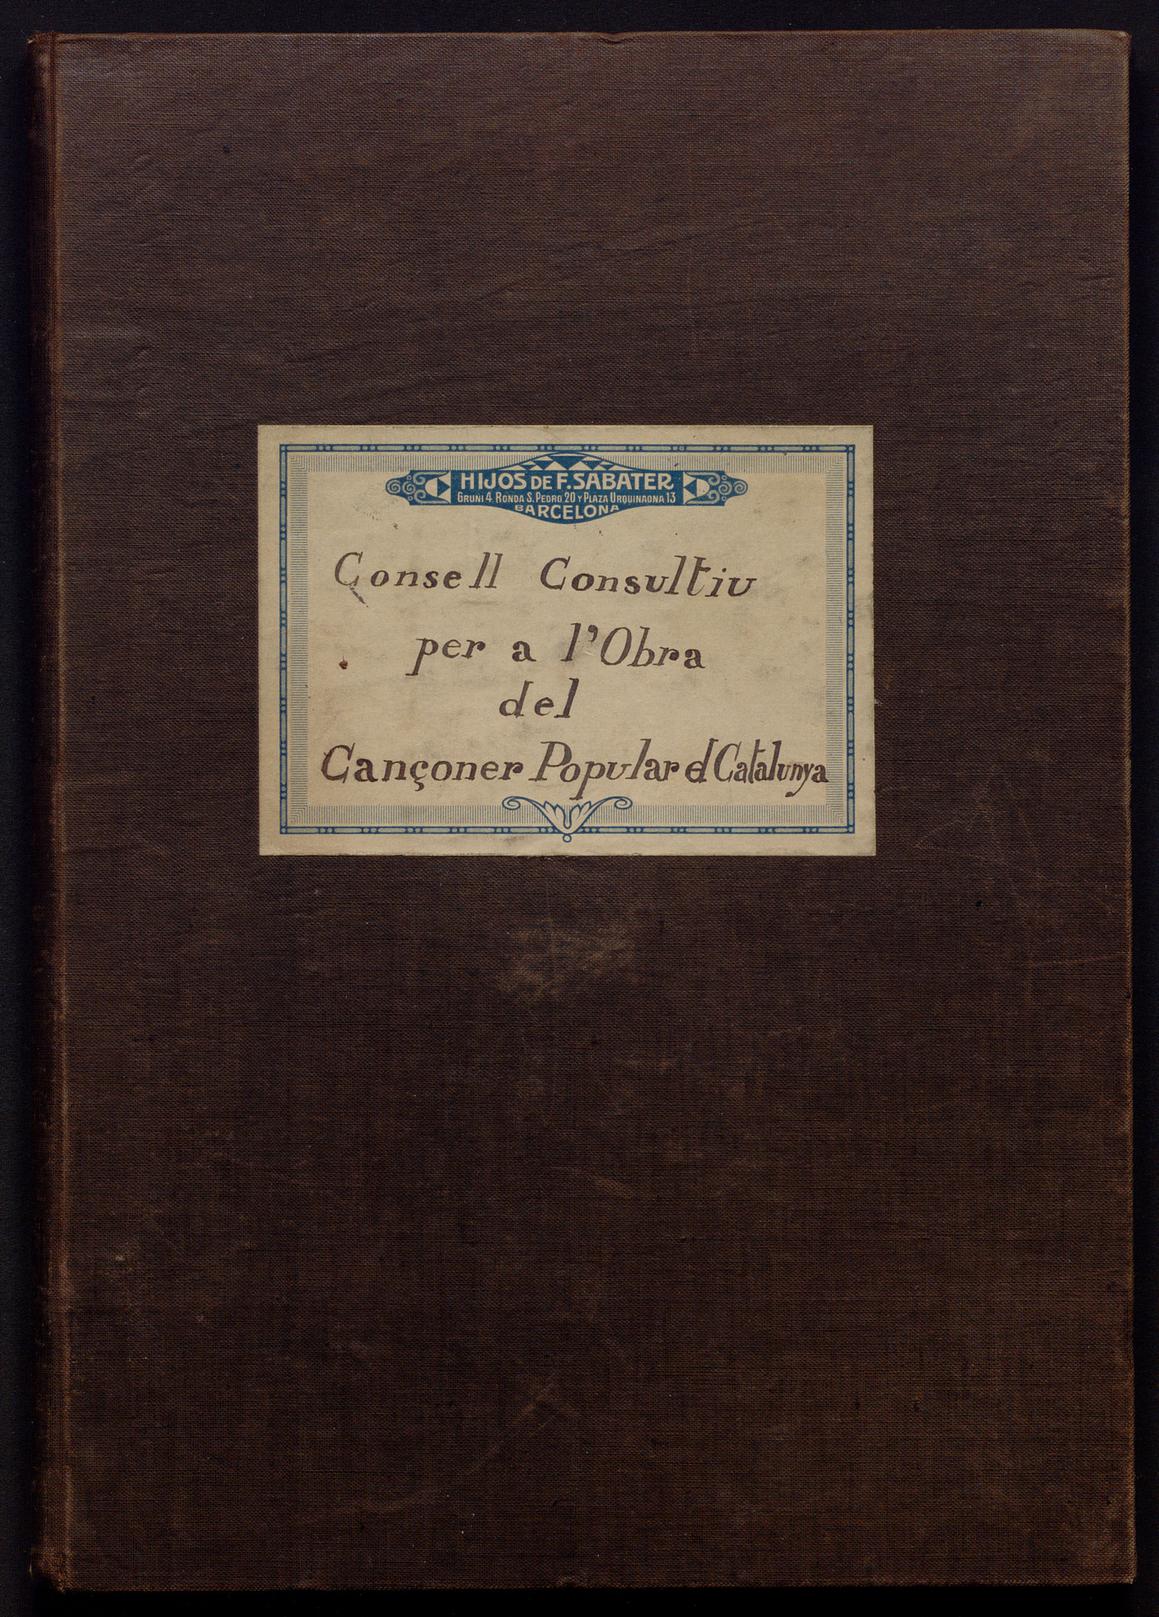 HIJOS DE F. SABATER
GRUNÍ 4. RONDA S. PEDRO 20 Y PLAZA URQUINAONA 13
BARCELONA
Consell Consultiu
per a l'Obra
del
Cançoner Popular d Catalunya